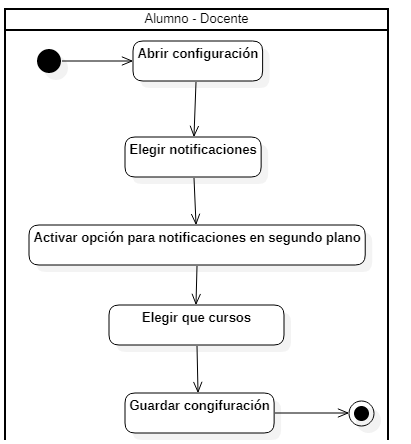 Alumno - Docente
Abrir configuración
Elegir notificaciones
Activar opción para notificaciones en segundo plano
Elegir que cursos
Guardar congifuración